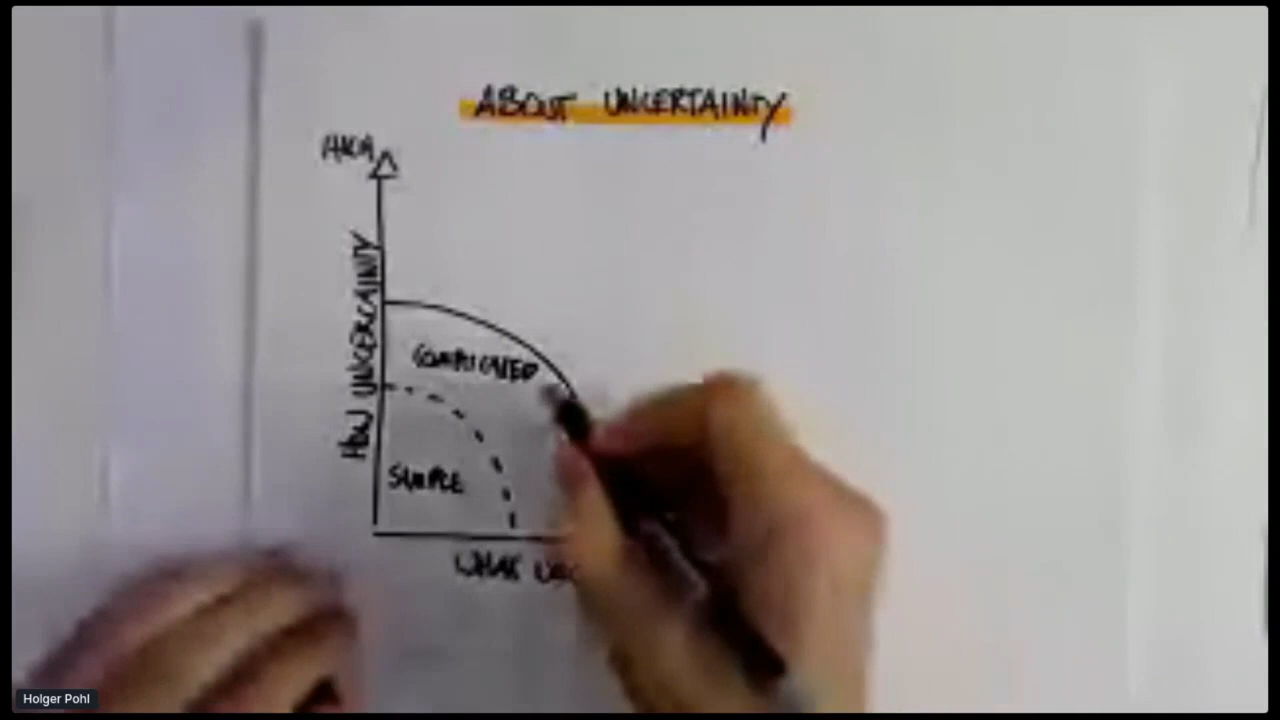 ABOUT UNCERTAINTY
HIGH
HOW UNCERTAINTY
COMPLICATED
SIMPLE
WHAT
Holger Pohl